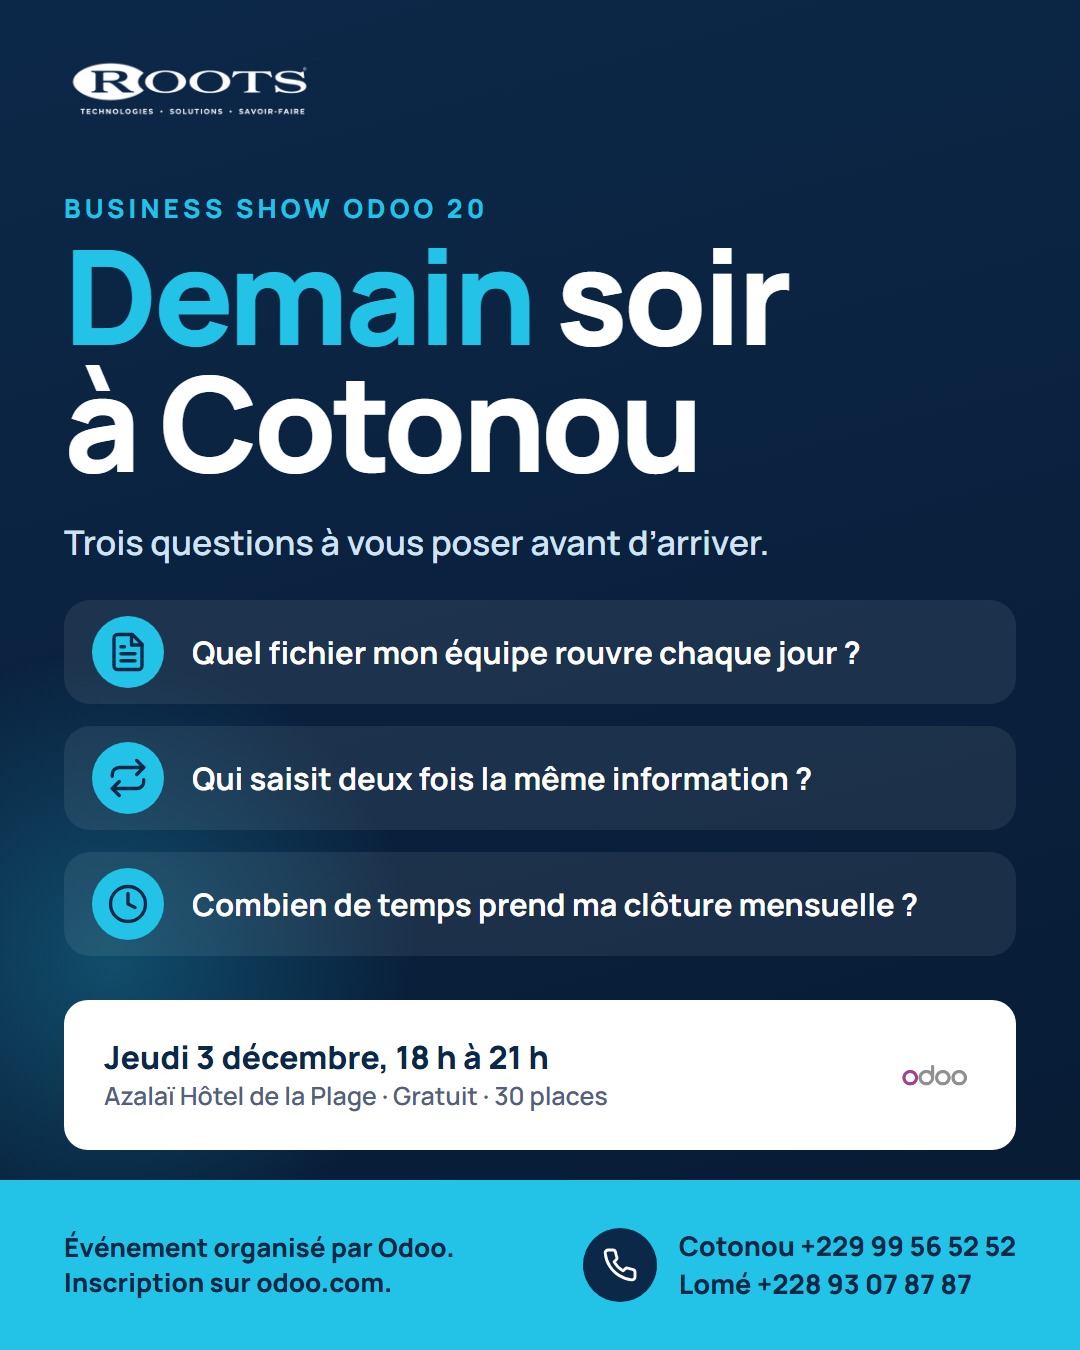 ROOTS
TECHNOLOGIES • SOLUTIONS • SAVOIR-FAIRE
BUSINESS SHOW ODOO 20
Demain soir
à Cotonou
Trois questions à vous poser avant d’arriver.
Quel fichier mon équipe rouvre chaque jour ?
Qui saisit deux fois la même information ?
Combien de temps prend ma clôture mensuelle ?
Jeudi 3 décembre, 18 h à 21 h
Azalaï Hôtel de la Plage · Gratuit · 30 places
odoo
Événement organisé par Odoo.
Inscription sur odoo.com.
Cotonou +229 99 56 52 52
Lomé +228 93 07 87 87